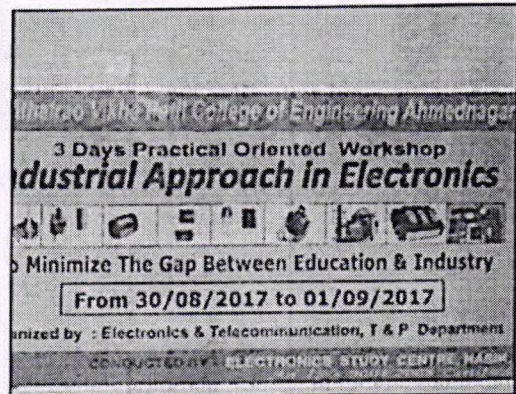 Vikhe Patil College of Engineering Ahmednagar
3 Days Practical Oriented Workshop
dustrial Approach in Electronics
o Minimize The Gap Between Education & Industry
From 30/08/2017 to 01/09/2017
nized by : Electronics & Telecommunication, T & P Department
CONDUCTED BY : ELECTRONICS STUDY CENTRE, NASIK